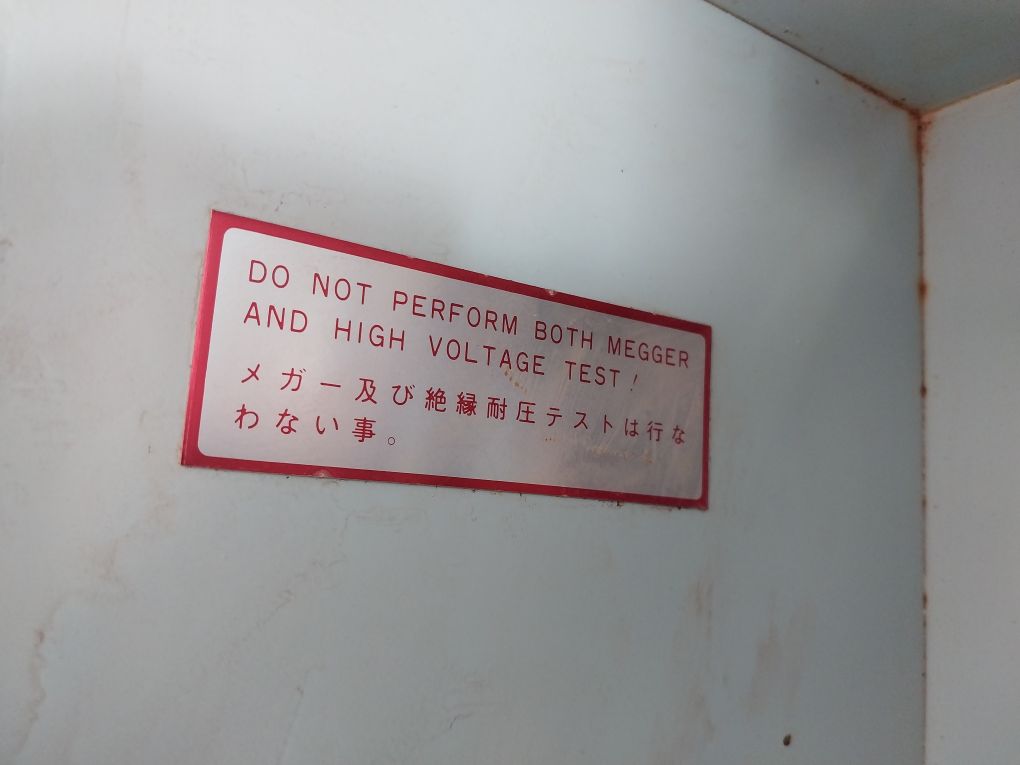 DO NOT PERFORM BOTH MEGGER
AND HIGH VOLTAGE TEST!
メガー及び絶縁耐圧テストは行な
わない事。